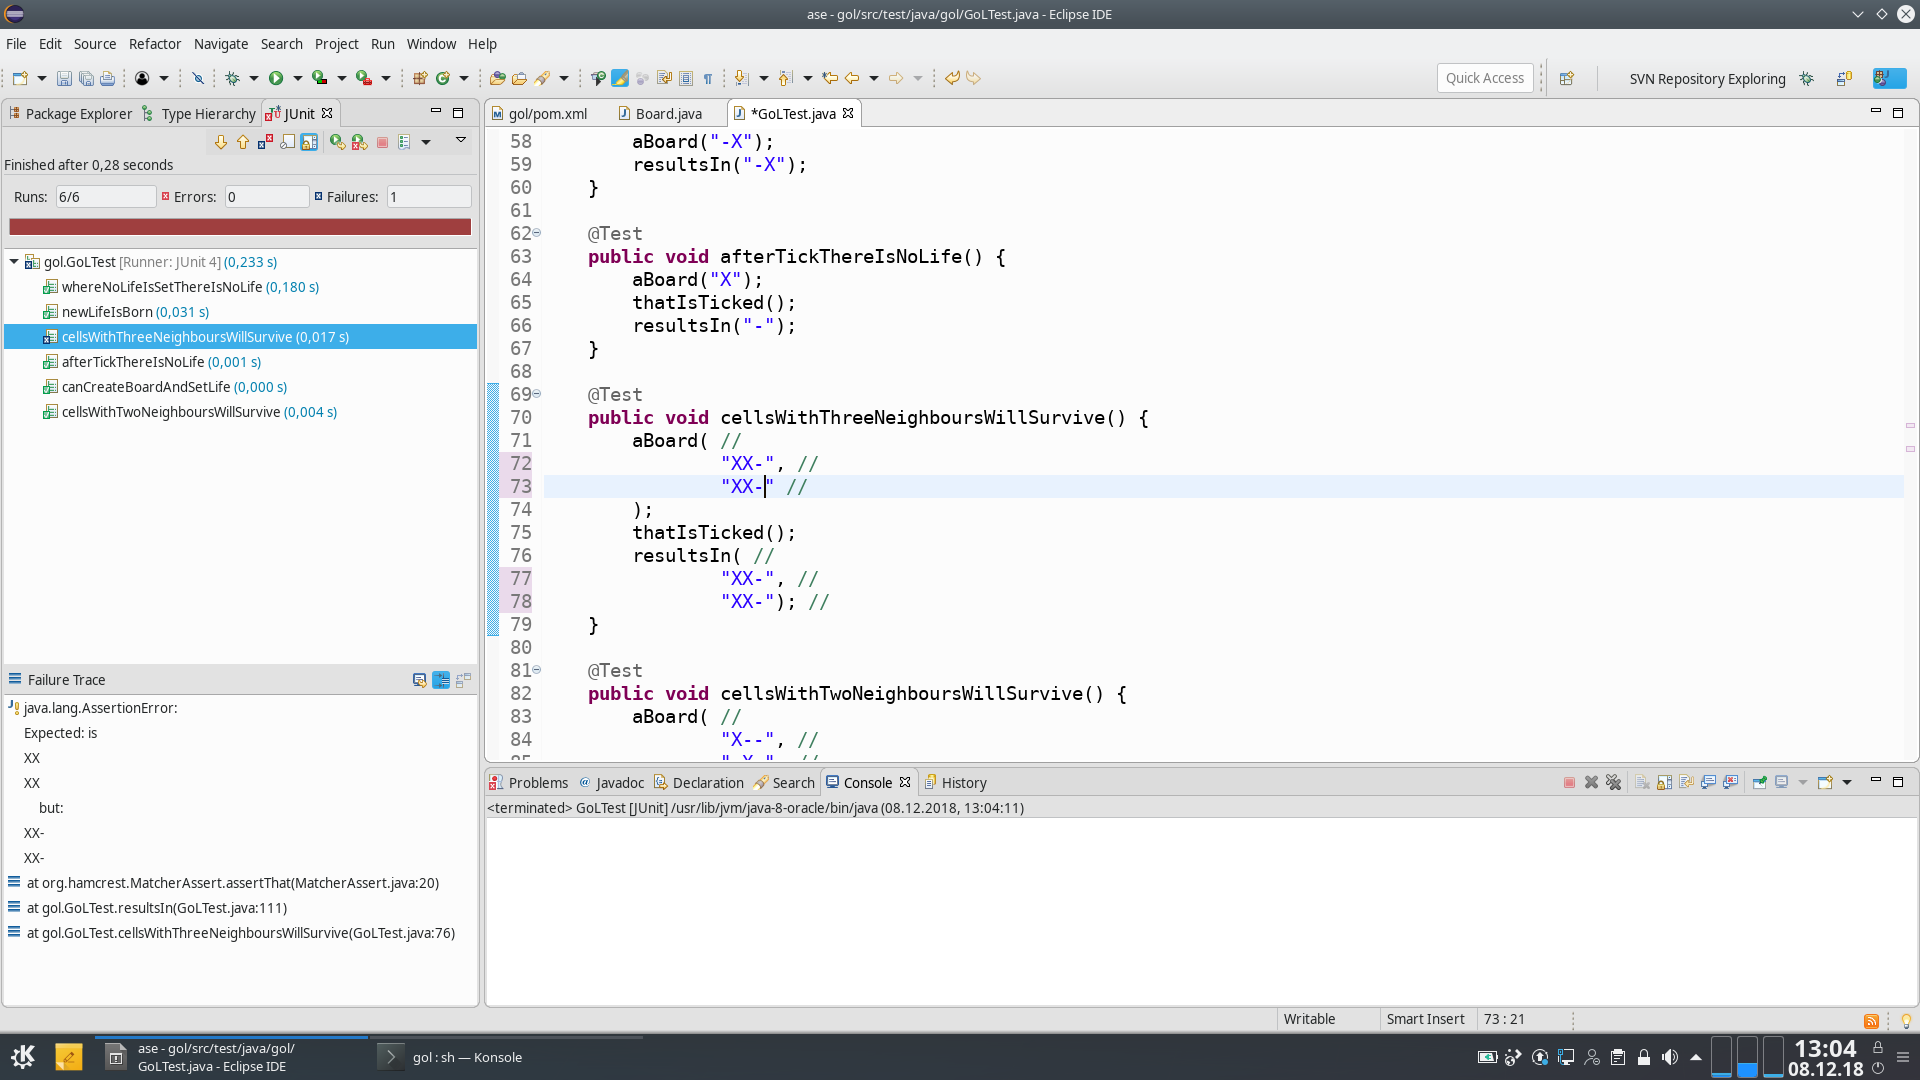 ase - gol/src/test/java/gol/GoLTest.java - Eclipse IDE
File Edit Source Refactor Navigate Search Project Run Window Help
Quick Access
SVN Repository Exploring
Package Explorer Type Hierarchy JUnit
Finished after 0,28 seconds
Runs: 6/6 Errors: 0 Failures: 1
gol.GoLTest [Runner: JUnit 4] (0,233 s)
whereNoLifeIsSetThereIsNoLife (0,180 s)
newLifeIsBorn (0,031 s)
cellsWithThreeNeighboursWillSurvive (0,017 s)
afterTickThereIsNoLife (0,001 s)
canCreateBoardAndSetLife (0,000 s)
cellsWithTwoNeighboursWillSurvive (0,004 s)
Failure Trace
java.lang.AssertionError:
Expected: is
XX
XX
but:
XX-
XX-
at org.hamcrest.MatcherAssert.assertThat(MatcherAssert.java:20)
at gol.GoLTest.resultsIn(GoLTest.java:111)
at gol.GoLTest.cellsWithThreeNeighboursWillSurvive(GoLTest.java:76)
gol/pom.xml Board.java *GoLTest.java
58 aBoard("-X");
59 resultsIn("-X");
60 }
61
62 @Test
63 public void afterTickThereIsNoLife() {
64 aBoard("X");
65 thatIsTicked();
66 resultsIn("-");
67 }
68
69 @Test
70 public void cellsWithThreeNeighboursWillSurvive() {
71 aBoard( //
72 "XX-", //
73 "XX-" //
74 );
75 thatIsTicked();
76 resultsIn( //
77 "XX-", //
78 "XX-"); //
79 }
80
81 @Test
82 public void cellsWithTwoNeighboursWillSurvive() {
83 aBoard( //
84 "X--", //
Problems @ Javadoc Declaration Search Console History
<terminated> GoLTest [JUnit] /usr/lib/jvm/java-8-oracle/bin/java (08.12.2018, 13:04:11)
Writable Smart Insert 73 : 21
ase - gol/src/test/java/gol/
GoLTest.java - Eclipse IDE
gol : sh — Konsole
13:04
08.12.18